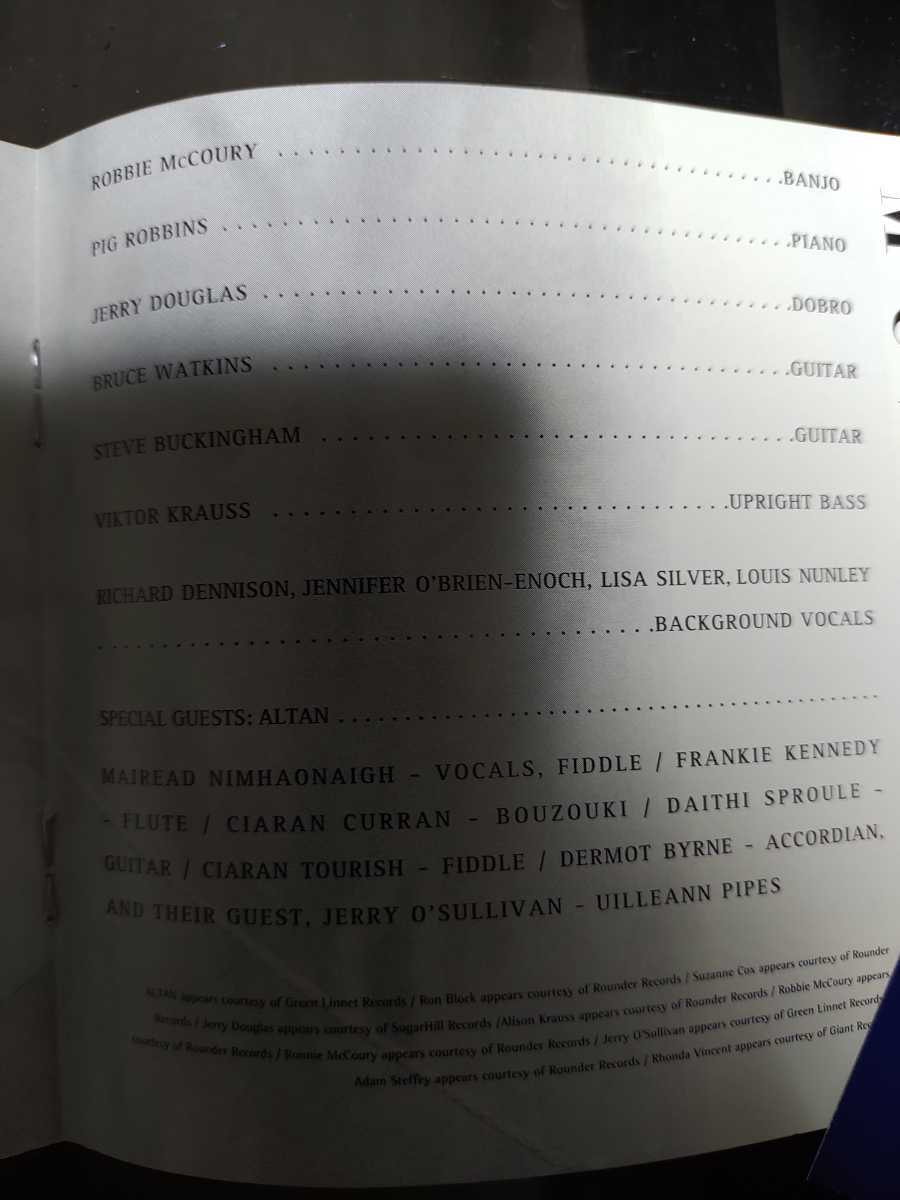 ROBBIE McCOURY . . . . . . . . . . . . . . . . . . . . . . . . . . . . . . . . . . . . . . . .BANJO
PIG ROBBINS . . . . . . . . . . . . . . . . . . . . . . . . . . . . . . . . . . . . . . . . . . . .PIANO
JERRY DOUGLAS . . . . . . . . . . . . . . . . . . . . . . . . . . . . . . . . . . . . . . . . .DOBRO
BRUCE WATKINS . . . . . . . . . . . . . . . . . . . . . . . . . . . . . . . . . . . . . . . .GUITAR
STEVE BUCKINGHAM . . . . . . . . . . . . . . . . . . . . . . . . . . . . . . . . . . . . .GUITAR
VIKTOR KRAUSS . . . . . . . . . . . . . . . . . . . . . . . . . . . . . . . . . . .UPRIGHT BASS
RICHARD DENNISON, JENNIFER O'BRIEN-ENOCH, LISA SILVER, LOUIS NUNLEY
. . . . . . . . . . . . . . . . . . . . . . . . . . . . . . . . . . . . . . . . . . .BACKGROUND VOCALS
SPECIAL GUESTS: ALTAN . . . . . . . . . . . . . . . . . . . . . . . . . . . . . . . . . . . . . . . . .
MAIREAD NIMHAONAIGH - VOCALS, FIDDLE / FRANKIE KENNEDY
- FLUTE / CIARAN CURRAN - BOUZOUKI / DAITHI SPROULE -
GUITAR / CIARAN TOURISH - FIDDLE / DERMOT BYRNE - ACCORDIAN,
AND THEIR GUEST, JERRY O'SULLIVAN - UILLEANN PIPES
ALTAN appears courtesy of Green Linnet Records / Ron Block appears courtesy of Rounder Records / Suzanne Cox appears courtesy of Rounder
Records / Jerry Douglas appears courtesy of SugarHill Records /Alison Krauss appears courtesy of Rounder Records / Robbie McCoury appears
courtesy of Rounder Records / Ronnie McCoury appears courtesy of Rounder Records / Jerry O'Sullivan appears courtesy of Green Linnet Records
Adam Steffey appears courtesy of Rounder Records / Rhonda Vincent appears courtesy of Giant